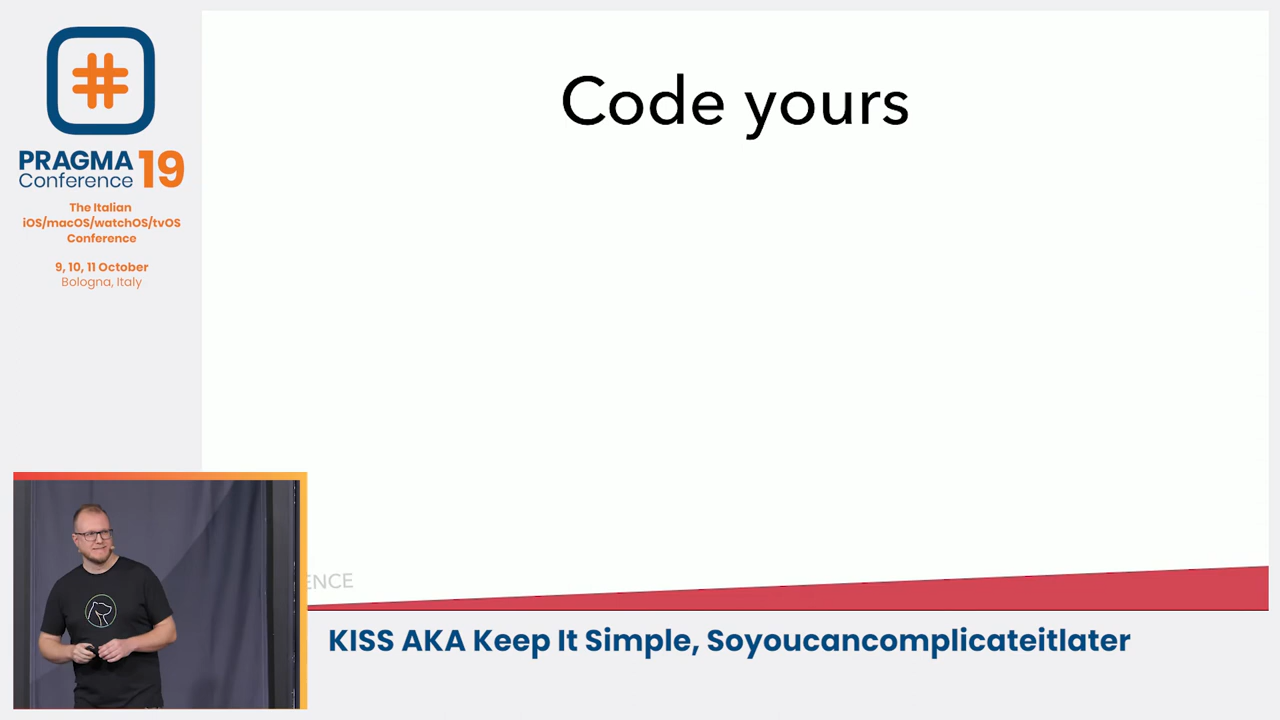 #
PRAGMA 19
Conference
The Italian
iOS/macOS/watchOS/tvOS
Conference
9, 10, 11 October
Bologna, Italy
Code yours
ENCE
KISS AKA Keep It Simple, Soyoucancomplicateitlater